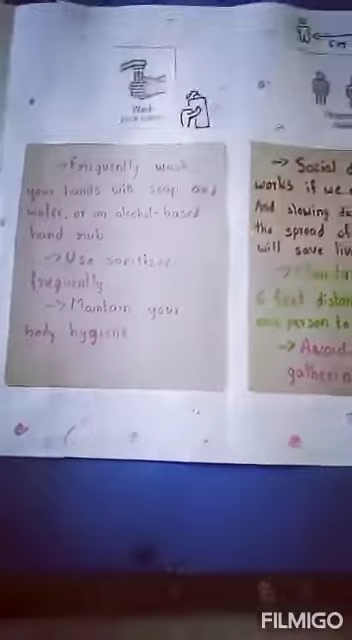 Wash
→ Frequently wash
your hands with soap and
water, or an alcohol-based
hand rub
→ Use sanitizer
frequently
→ Maintain your
body hygiene
→ Social d
works if we
And slowing
the spread of
will save liv
6 feet distan
one person to
→ Avoid
gatherin
FILMIGO